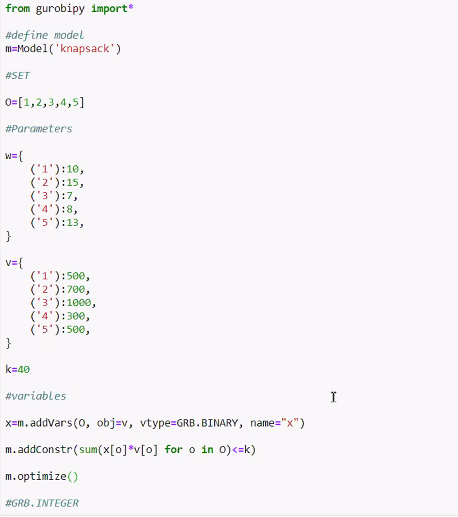 from gurobipy import*
#define model
m=Model('knapsack')
#SET
O=[1,2,3,4,5]
#Parameters
w={
('1'):10,
('2'):15,
('3'):7,
('4'):8,
('5'):13,
}
v={
('1'):500,
('2'):700,
('3'):1000,
('4'):300,
('5'):500,
}
k=40
#variables
x=m.addVars(O, obj=v, vtype=GRB.BINARY, name="x")
m.addConstr(sum(x[o]*v[o] for o in O)<=k)
m.optimize()
#GRB.INTEGER